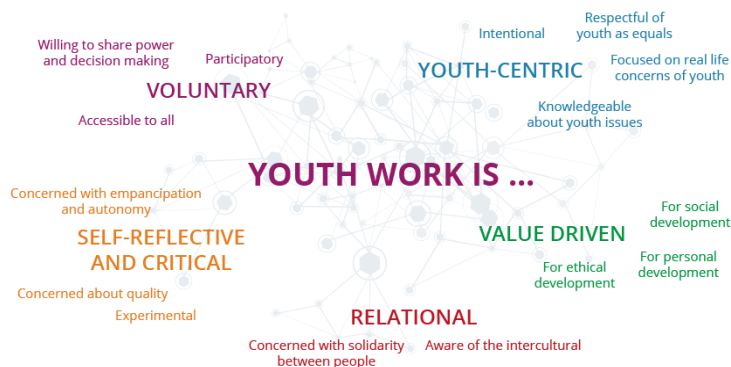 Willing to share power
and decision making
Participatory
VOLUNTARY
Accessible to all
Intentional
Respectful of
youth as equals
YOUTH-CENTRIC
Focused on real life
concerns of youth
Knowledgeable
about youth issues
YOUTH WORK IS ...
Concerned with empancipation
and autonomy
SELF-REFLECTIVE
AND CRITICAL
Concerned about quality
Experimental
VALUE DRIVEN
For social
development
For ethical
development
For personal
development
RELATIONAL
Concerned with solidarity
between people
Aware of the intercultural